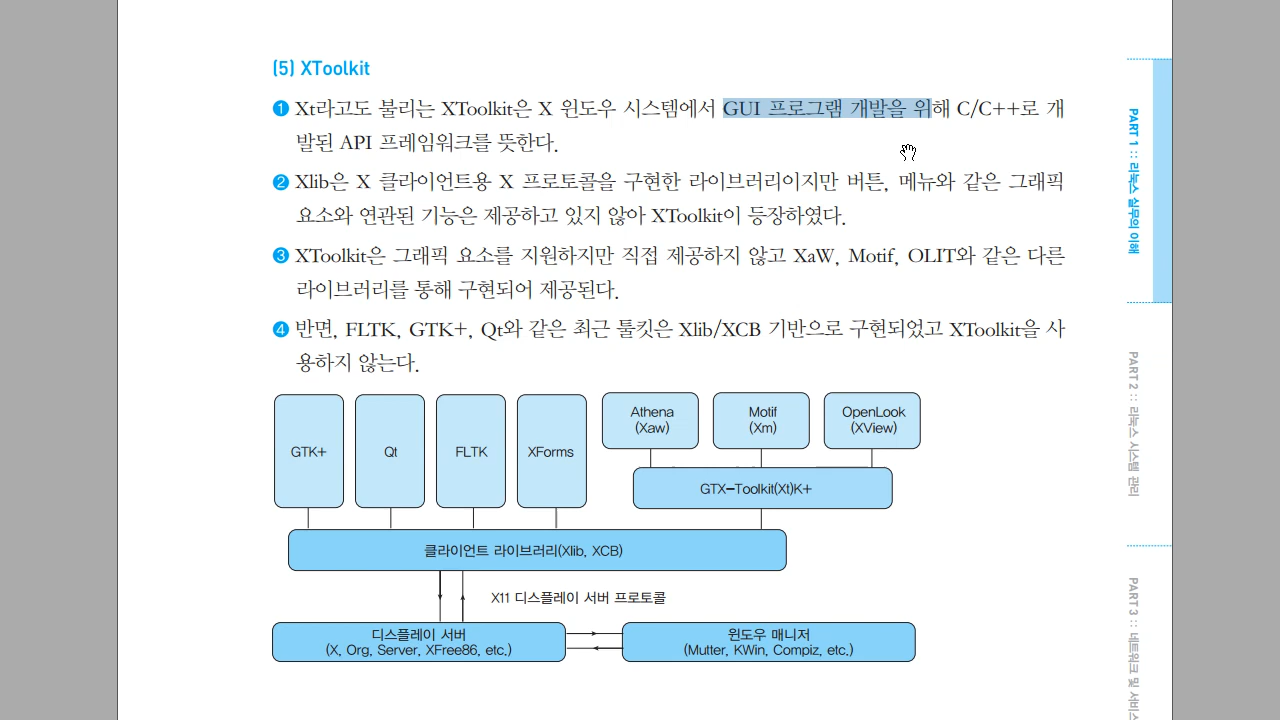 (5) XToolkit
❶ Xt라고도 불리는 XToolkit은 X 윈도우 시스템에서 GUI 프로그램 개발을 위해 C/C++로 개
발된 API 프레임워크를 뜻한다.
❷ Xlib은 X 클라이언트용 X 프로토콜을 구현한 라이브러리이지만 버튼, 메뉴와 같은 그래픽
요소와 연관된 기능은 제공하고 있지 않아 XToolkit이 등장하였다.
❸ XToolkit은 그래픽 요소를 지원하지만 직접 제공하지 않고 XaW, Motif, OLIT와 같은 다른
라이브러리를 통해 구현되어 제공된다.
❹ 반면, FLTK, GTK+, Qt와 같은 최근 툴킷은 Xlib/XCB 기반으로 구현되었고 XToolkit을 사
용하지 않는다.
GTK+
Qt
FLTK
XForms
Athena
(Xaw)
Motif
(Xm)
OpenLook
(XView)
GTX-Toolkit(Xt)K+
클라이언트 라이브러리(Xlib, XCB)
X11 디스플레이 서버 프로토콜
디스플레이 서버
(X, Org, Server, XFree86, etc.)
윈도우 매니저
(Mutter, KWin, Compiz, etc.)
PART 1 :: 리눅스 실무의 이해
PART 2 :: 리눅스 시스템 관리
PART 3 :: 네트워크 및 서비스